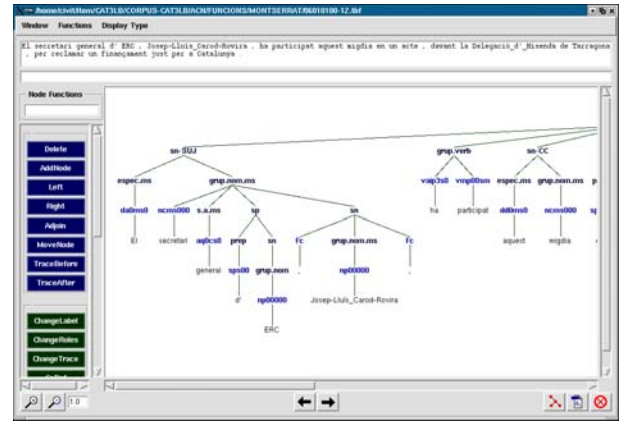 /home/civit/Items/CAT3LB/CORPUS-CAT3LB/ACN/FUNCIONS/MONTSERRAT/06010100-12.tbf
Window Functions Display Type
El secretari general d' ERC , Josep-Lluís_Carod-Rovira , ha participat aquest migdia en un acte , devant la Delegació_d'_Hisenda de Tarragona
, per reclamar un finançament just per a Catalunya .
Node Functions
Delete
AddNode
Left
Right
Adjoin
MoveNode
TraceBefore
TraceAfter
ChangeLabel
ChangeRoles
ChangeTrace
sn-SUJ grup.verb sn-CC
espec.ms grup.nom.ms vaip3s0 vmp00sm espec.ms grup.nom.ms
da0ms0 ncms000 s.a.ms sp sn ha participat dd0ms0 ncms000
El secretari aq0cs0 prep sn Fc grup.nom.ms Fc aquest migdia
general sps00 grup.nom , np00000 ,
d' np00000 Josep-Lluís_Carod-Rovira
ERC
1.0